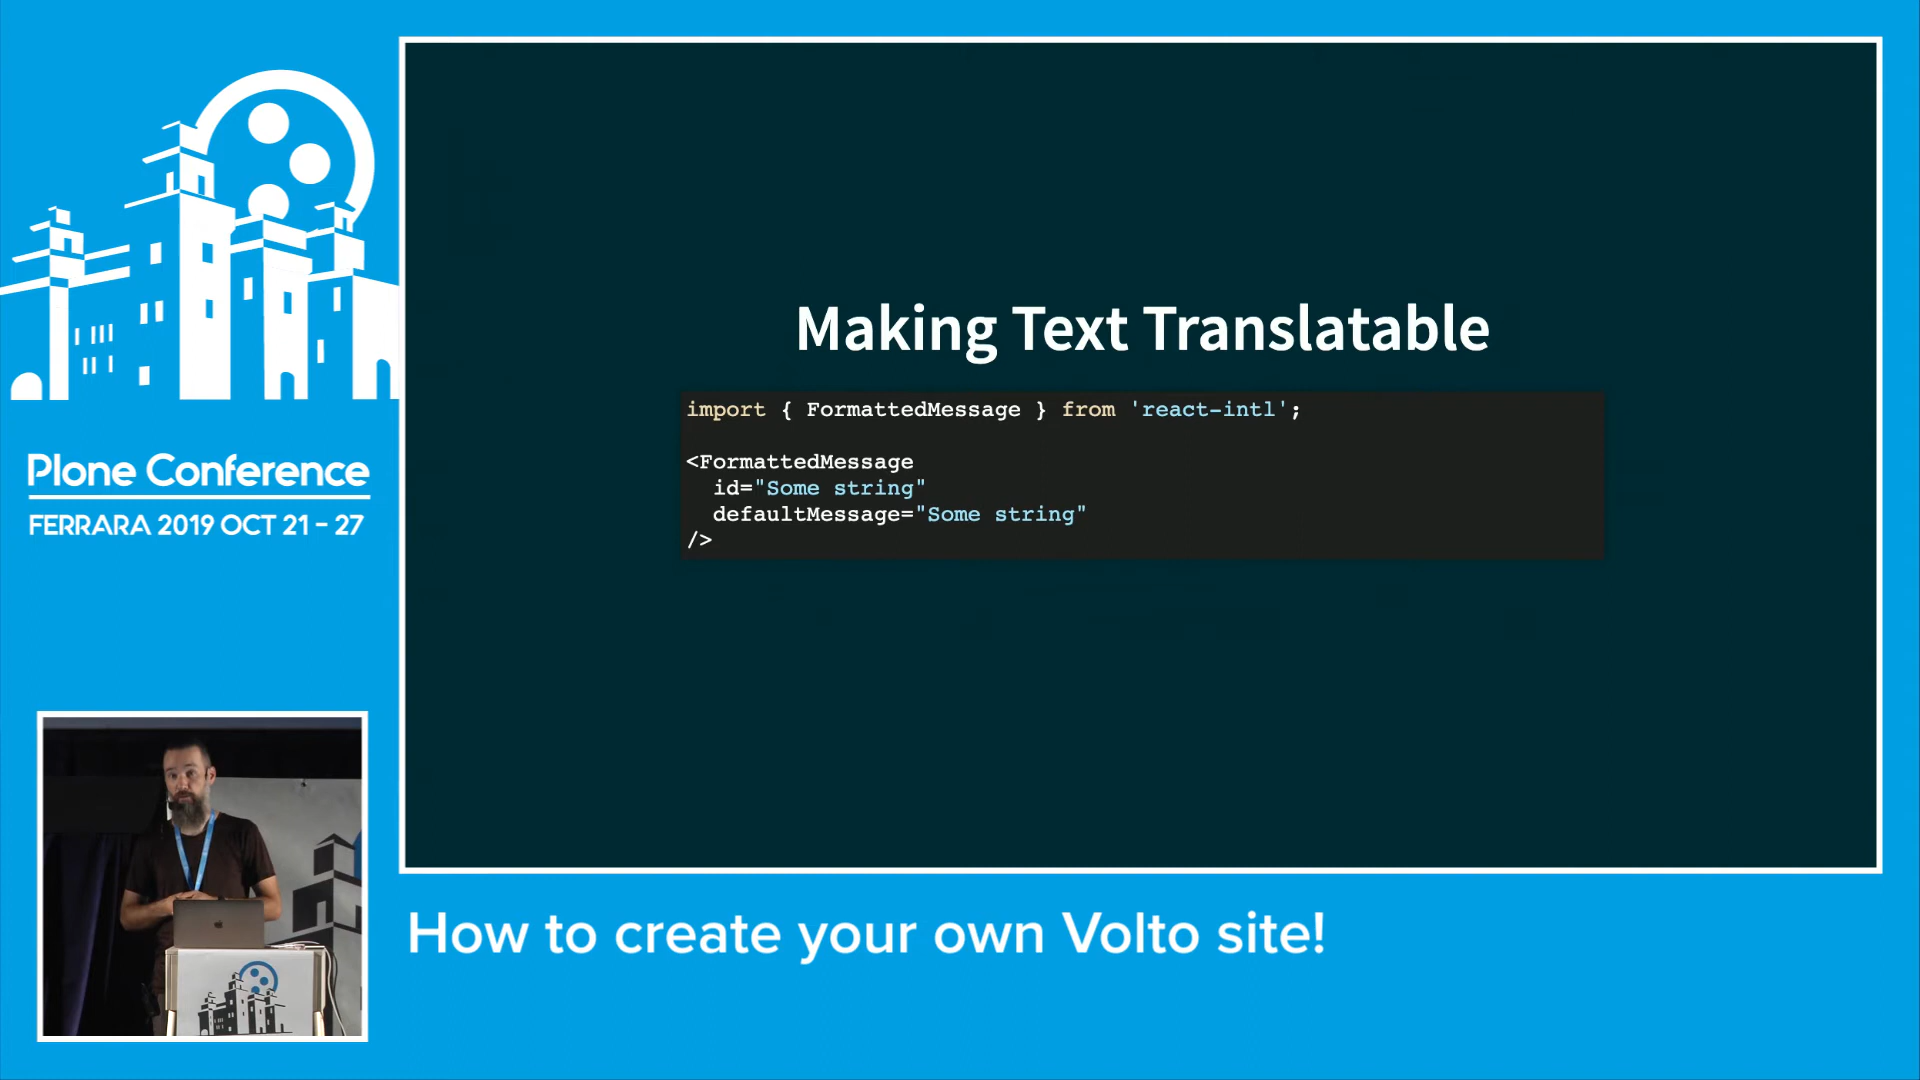 Plone Conference
FERRARA 2019 OCT 21 - 27
Making Text Translatable
import { FormattedMessage } from 'react-intl';
<FormattedMessage
  id="Some string"
  defaultMessage="Some string"
/>
How to create your own Volto site!